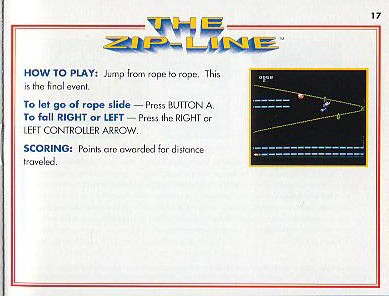 17
THE
ZIP-LINE™
HOW TO PLAY: Jump from rope to rope. This
is the final event.
To let go of rope slide — Press BUTTON A.
To fall RIGHT or LEFT — Press the RIGHT or
LEFT CONTROLLER ARROW.
SCORING: Points are awarded for distance
traveled.